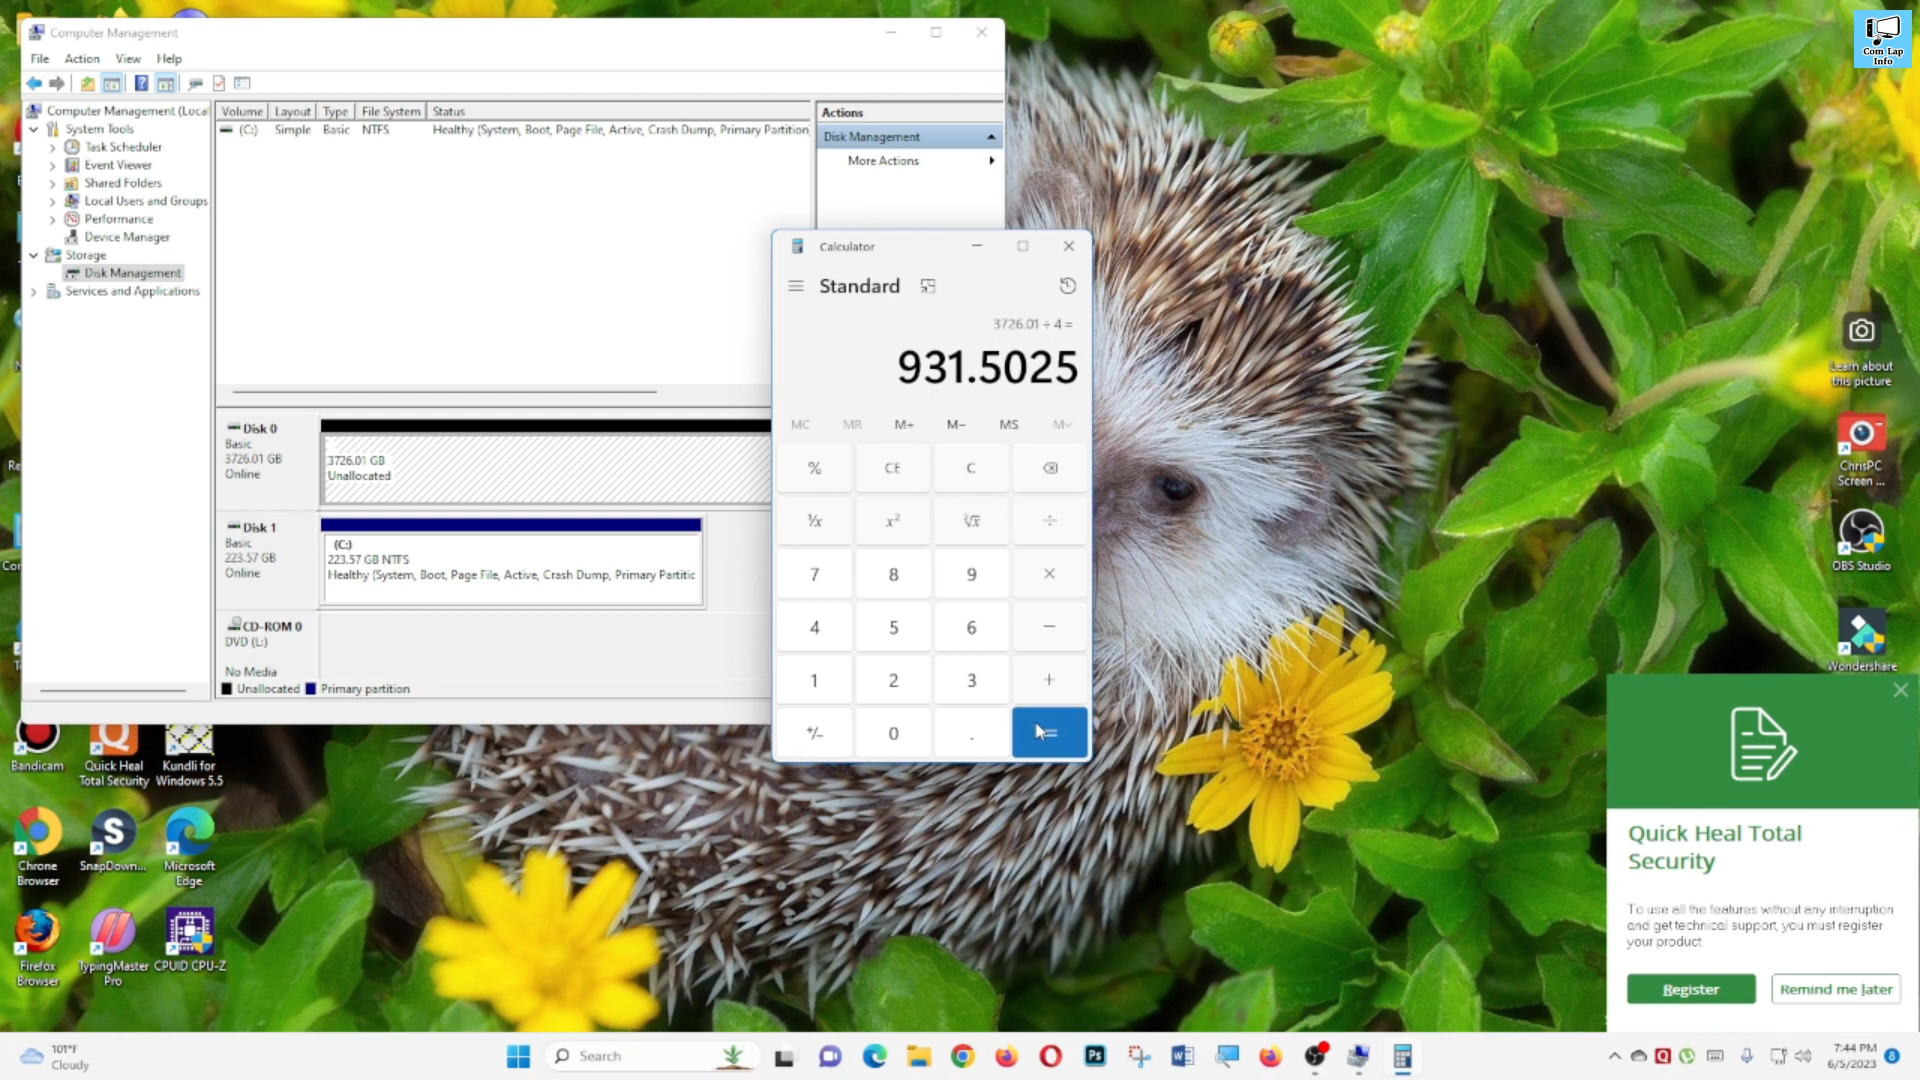 Computer Management
File Action View Help
Computer Management (Local
System Tools
Task Scheduler
Event Viewer
Shared Folders
Local Users and Groups
Performance
Device Manager
Storage
Disk Management
Services and Applications
Volume Layout Type File System Status
(C:) Simple Basic NTFS Healthy (System, Boot, Page File, Active, Crash Dump, Primary Partition
Actions
Disk Management
More Actions
Disk 0
Basic
3726.01 GB
Online
3726.01 GB
Unallocated
Disk 1
Basic
223.57 GB
Online
(C:)
223.57 GB NTFS
Healthy (System, Boot, Page File, Active, Crash Dump, Primary Partitic
CD-ROM 0
DVD (L:)
No Media
Unallocated Primary partition
Calculator
Standard
3726.01 ÷ 4 =
931.5025
MC MR M+ M− MS M˅
% CE C
¹/x x² ²√x ÷
7 8 9 ×
4 5 6 −
1 2 3 +
+/− 0 . =
Com Lap
Info
Learn about
this picture
ChrisPC
Screen ...
OBS Studio
Wondershare
Bandicam
Quick Heal
Total Security
Kundli for
Windows 5.5
Chrome
Browser
SnapDown...
Microsoft
Edge
Firefox
Browser
TypingMaster
Pro
CPUID CPU-Z
Quick Heal Total
Security
To use all the features without any interruption
and get technical support, you must register
your product.
Register Remind me later
101°F
Cloudy
Search
7:44 PM
6/5/2023
8